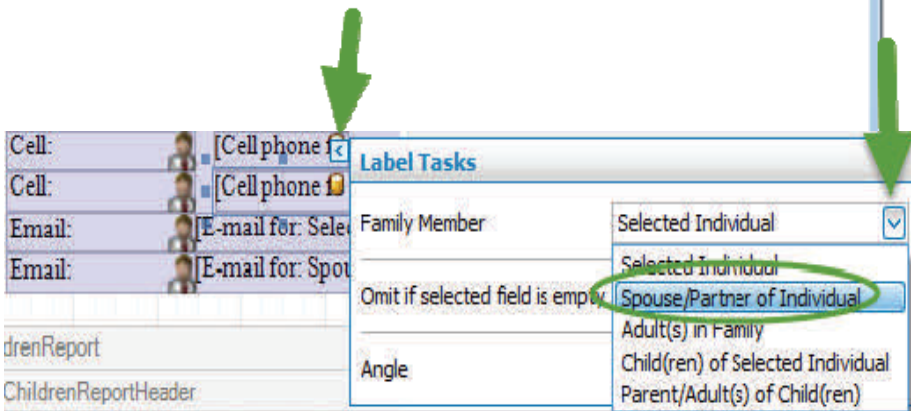 Cell: [Cell phone f
Cell: [Cell phone f
Email: [E-mail for: Selec
Email: [E-mail for: Spou
drenReport
ChildrenReportHeader
Label Tasks
Family Member Selected Individual
Selected Individual
Omit if selected field is empty Spouse/Partner of Individual
Adult(s) in Family
Angle Child(ren) of Selected Individual
Parent/Adult(s) of Child(ren)